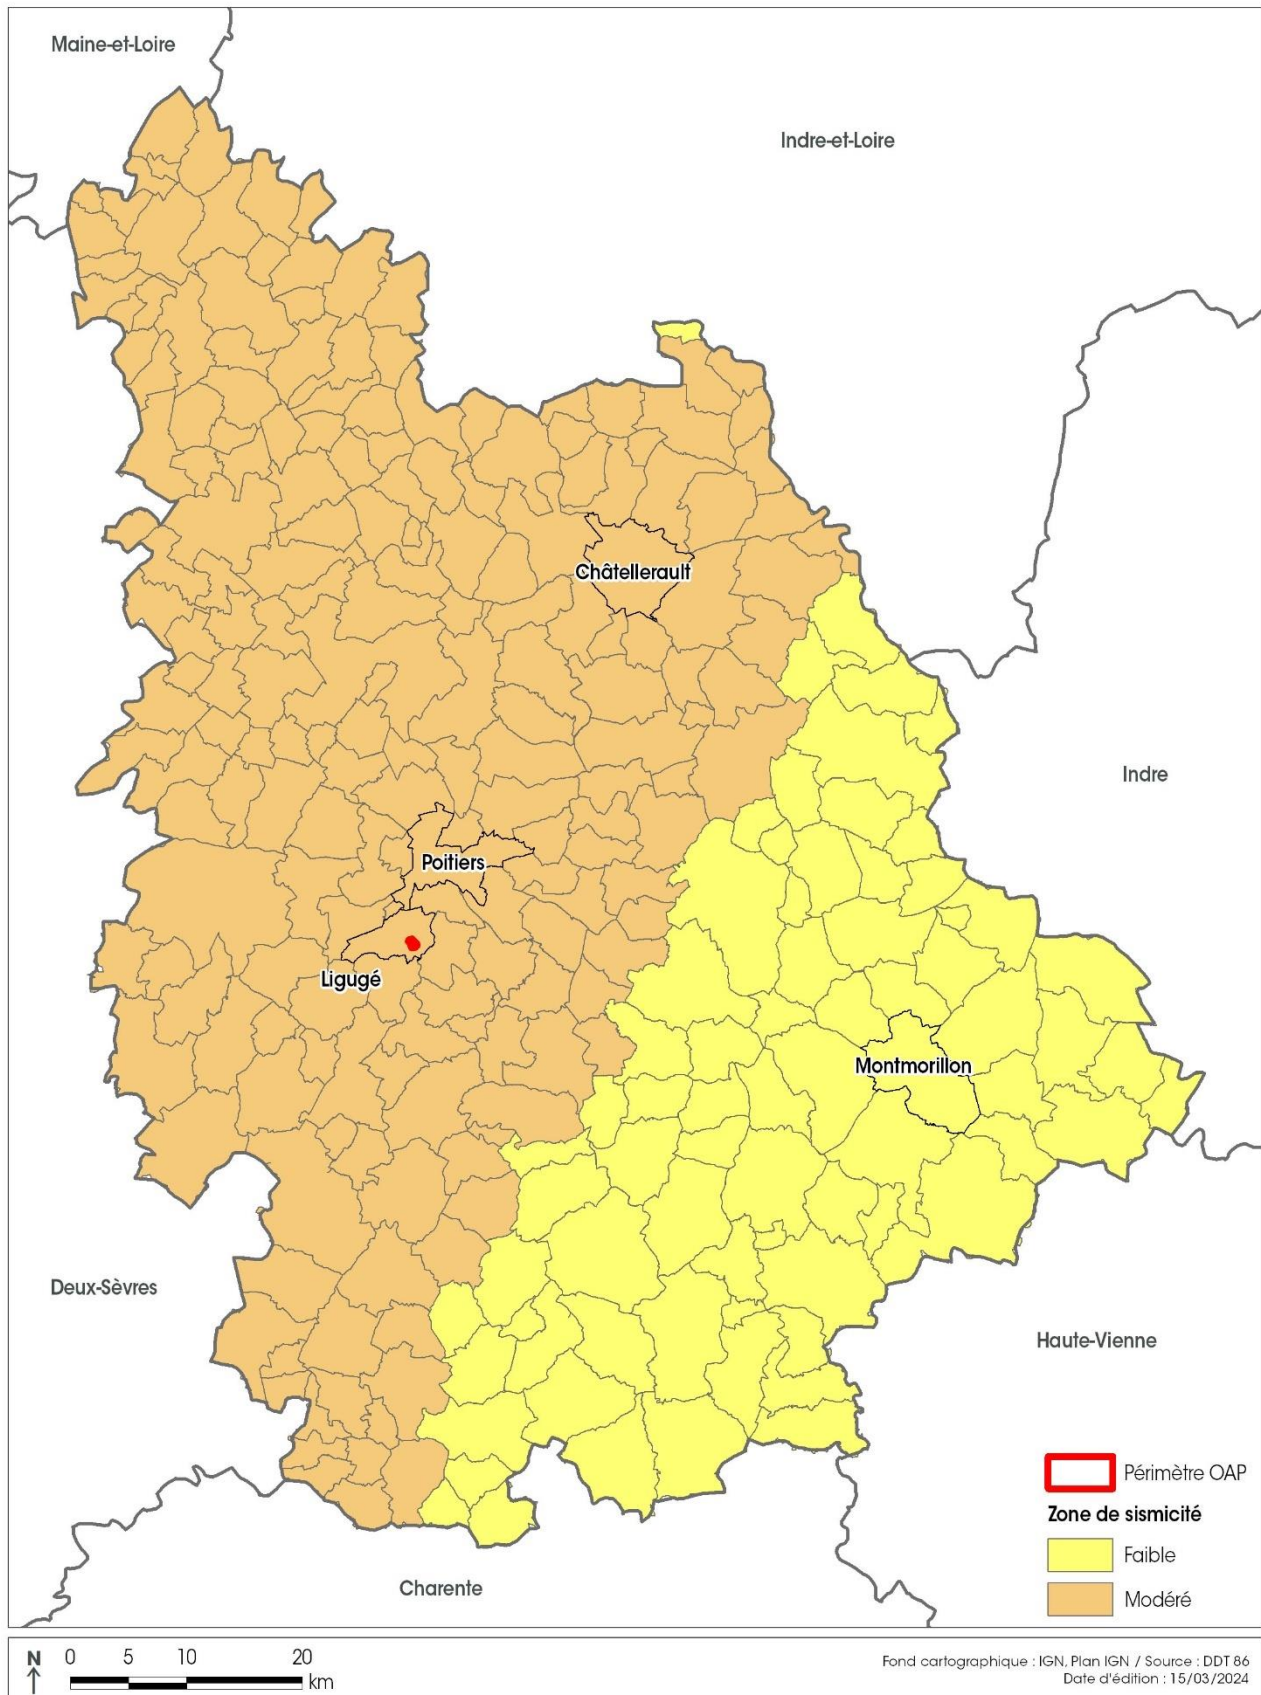 Maine-et-Loire
Indre-et-Loire
Châtellerault
Indre
Poitiers
Ligugé
Montmorillon
Deux-Sèvres
Haute-Vienne
Charente
Périmètre OAP
Zone de sismicité
Faible
Modéré
N
0 5 10 20
km
Fond cartographique : IGN, Plan IGN / Source : DDT 86
Date d'édition : 15/03/2024